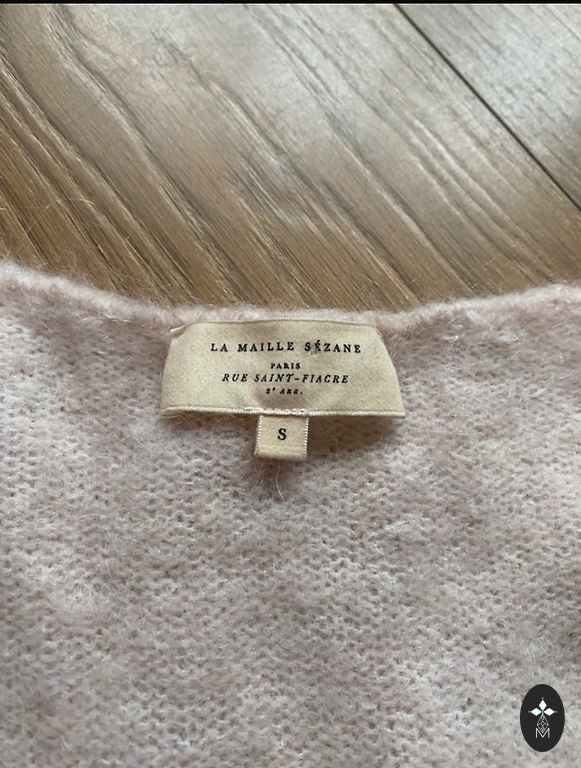 LA MAILLE SÉZANE
PARIS
RUE SAINT-FIACRE
2ᵉ ARR.
S
M